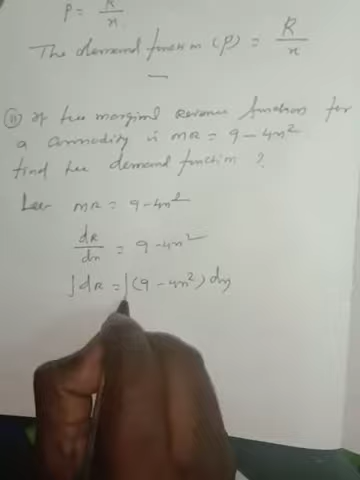 P = R/x
The demand function (P) = R/x
ii) If the marginal revenue function for
a commodity is MR = 9 - 4x²
find the demand function ?
MR = 9 - 4x²
dR/dx = 9 - 4x²
∫dR = ∫(9 - 4x²) dx